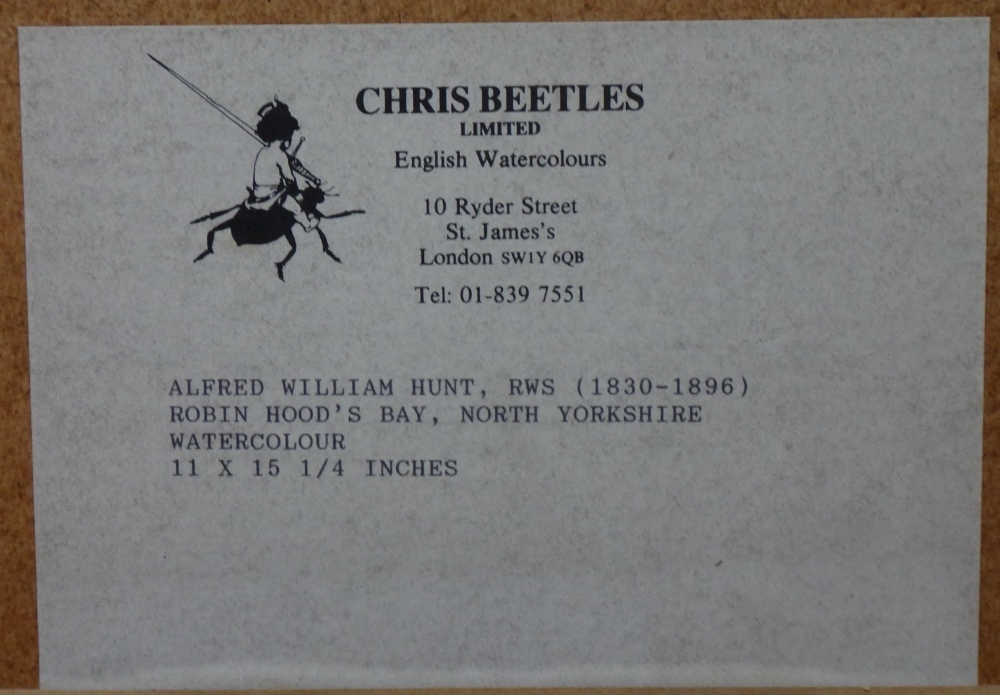 CHRIS BEETLES
LIMITED
English Watercolours
10 Ryder Street
St. James's
London SW1Y 6QB
Tel: 01-839 7551
ALFRED WILLIAM HUNT, RWS (1830-1896)
ROBIN HOOD'S BAY, NORTH YORKSHIRE
WATERCOLOUR
11 X 15 1/4 INCHES